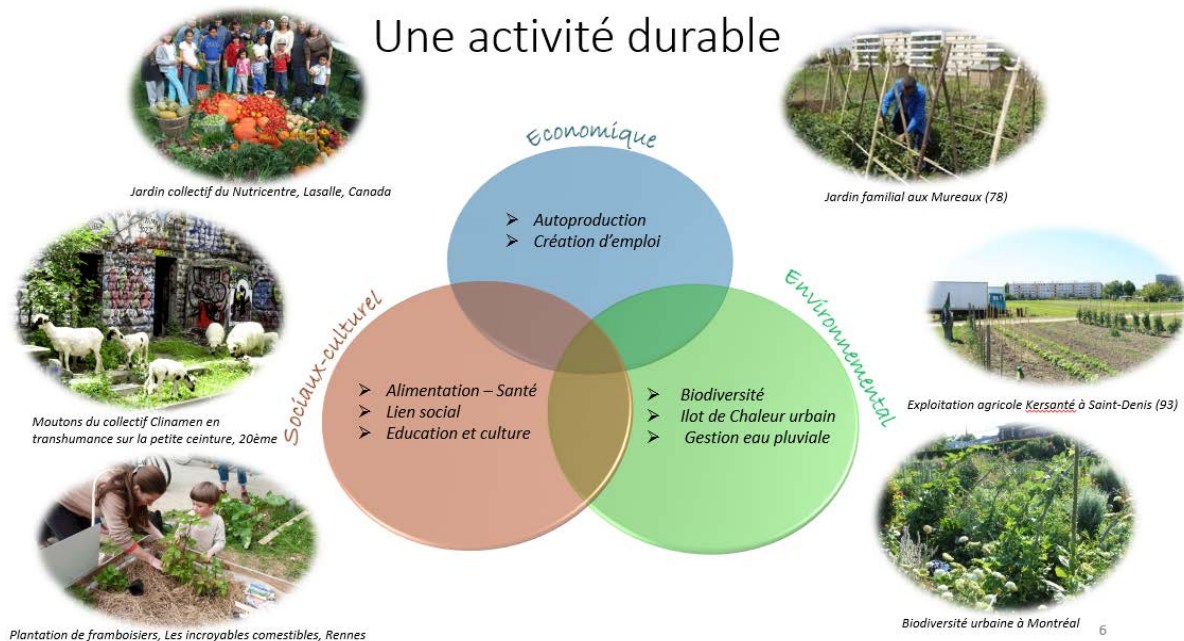 Une activité durable
Jardin collectif du Nutricentre, Lasalle, Canada
Moutons du collectif Clinamen en
transhumance sur la petite ceinture, 20ème
Plantation de framboisiers, Les incroyables comestibles, Rennes
Economique
➢ Autoproduction
➢ Création d'emploi
Sociaux-culturel
➢ Alimentation – Santé
➢ Lien social
➢ Education et culture
Environnemental
➢ Biodiversité
➢ Ilot de Chaleur urbain
➢ Gestion eau pluviale
Jardin familial aux Mureaux (78)
Exploitation agricole Kersanté à Saint-Denis (93)
Biodiversité urbaine à Montréal
6